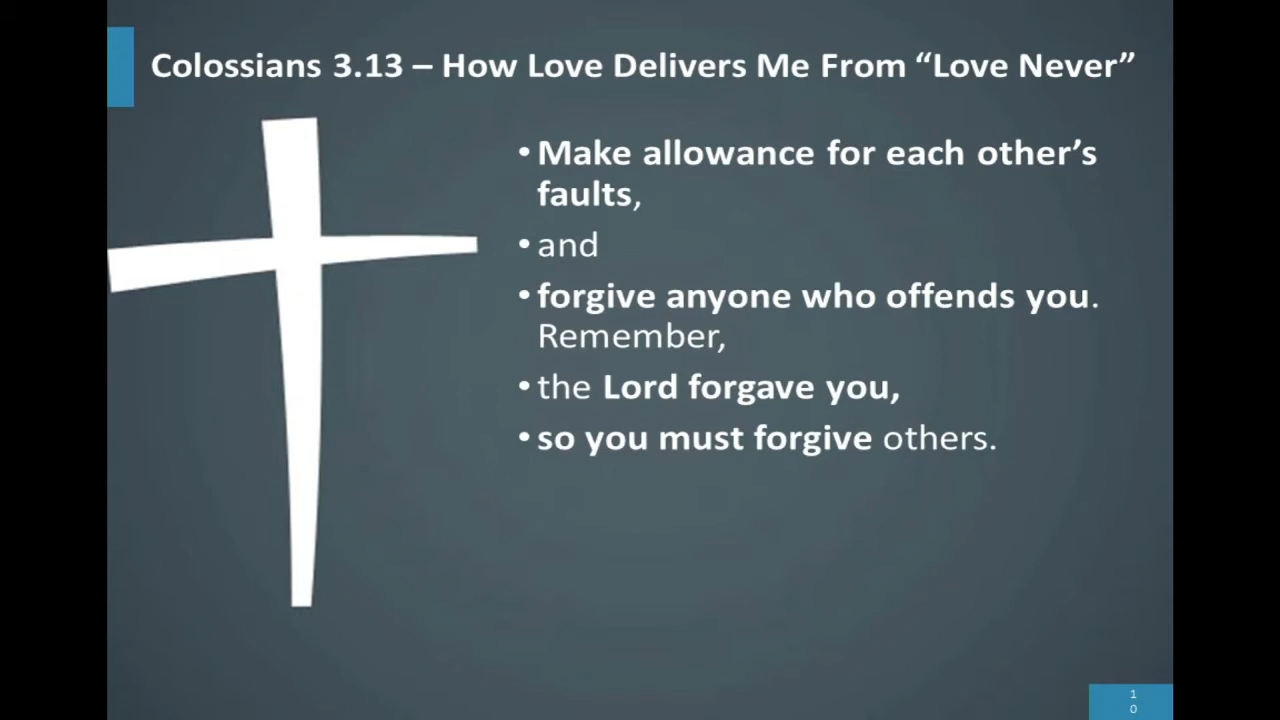 Colossians 3.13 – How Love Delivers Me From “Love Never”
• Make allowance for each other’s
faults,
• and
• forgive anyone who offends you.
Remember,
• the Lord forgave you,
• so you must forgive others.
1
0